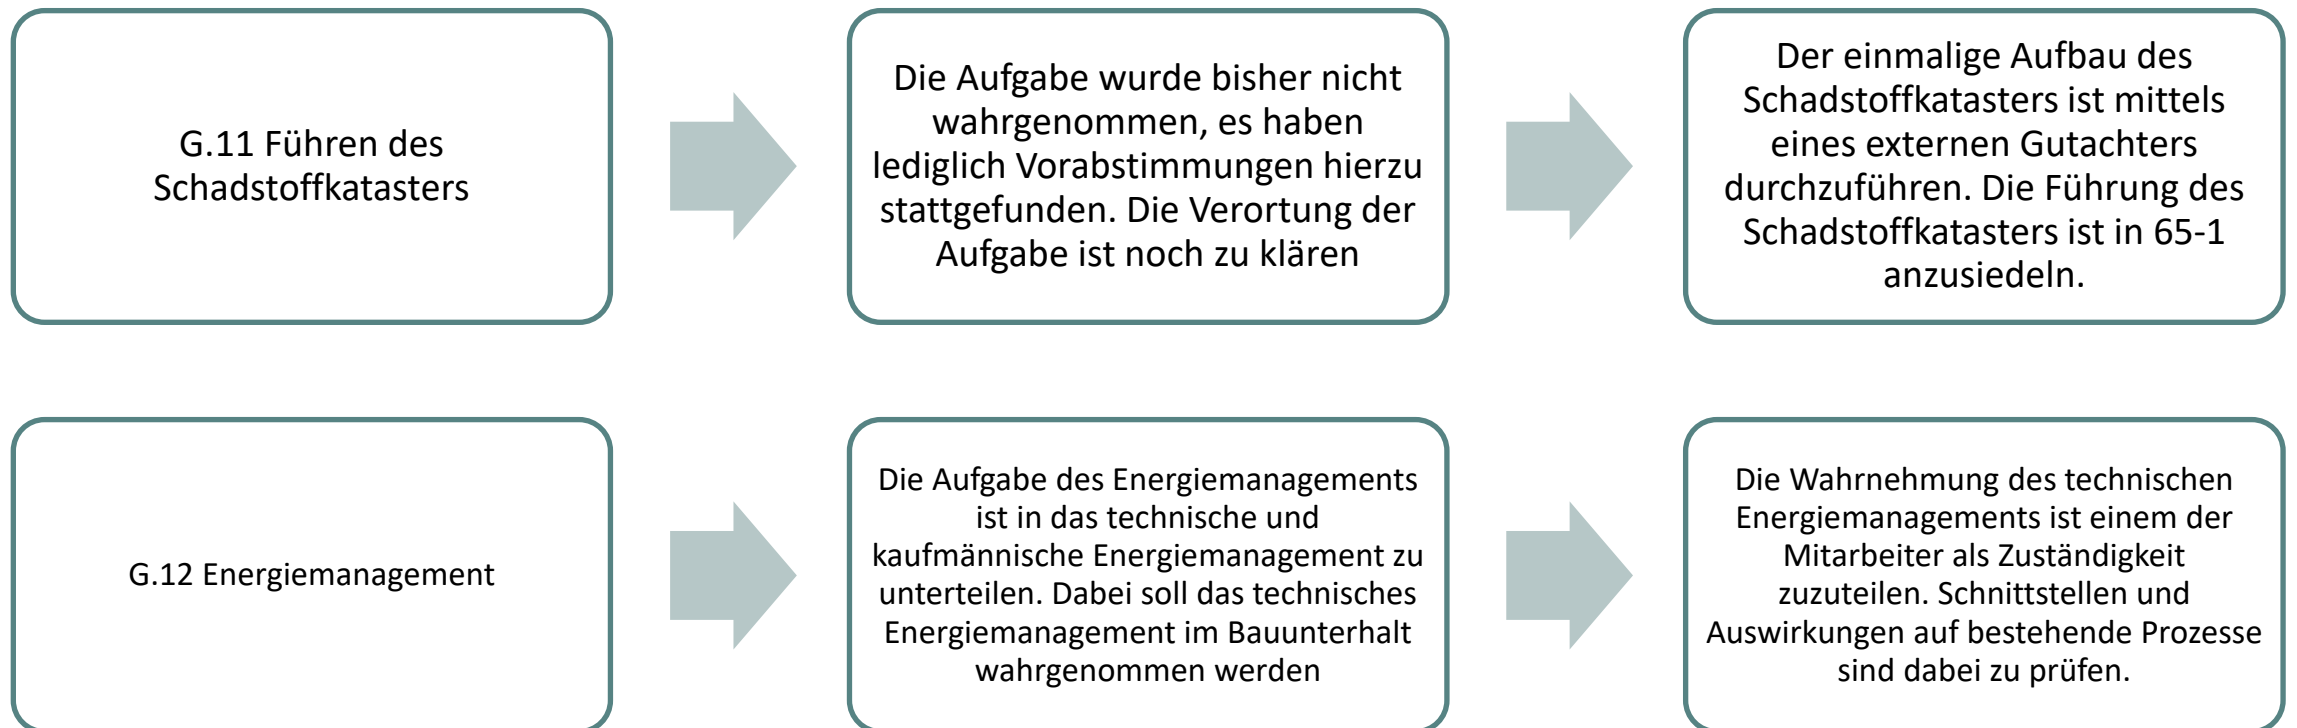 G.11 Führen des
Schadstoffkatasters
Die Aufgabe wurde bisher nicht
wahrgenommen, es haben
lediglich Vorabstimmungen hierzu
stattgefunden. Die Verortung der
Aufgabe ist noch zu klären
Der einmalige Aufbau des
Schadstoffkatasters ist mittels
eines externen Gutachters
durchzuführen. Die Führung des
Schadstoffkatasters ist in 65-1
anzusiedeln.
G.12 Energiemanagement
Die Aufgabe des Energiemanagements
ist in das technische und
kaufmännische Energiemanagement zu
unterteilen. Dabei soll das technisches
Energiemanagement im Bauunterhalt
wahrgenommen werden
Die Wahrnehmung des technischen
Energiemanagements ist einem der
Mitarbeiter als Zuständigkeit
zuzuteilen. Schnittstellen und
Auswirkungen auf bestehende Prozesse
sind dabei zu prüfen.